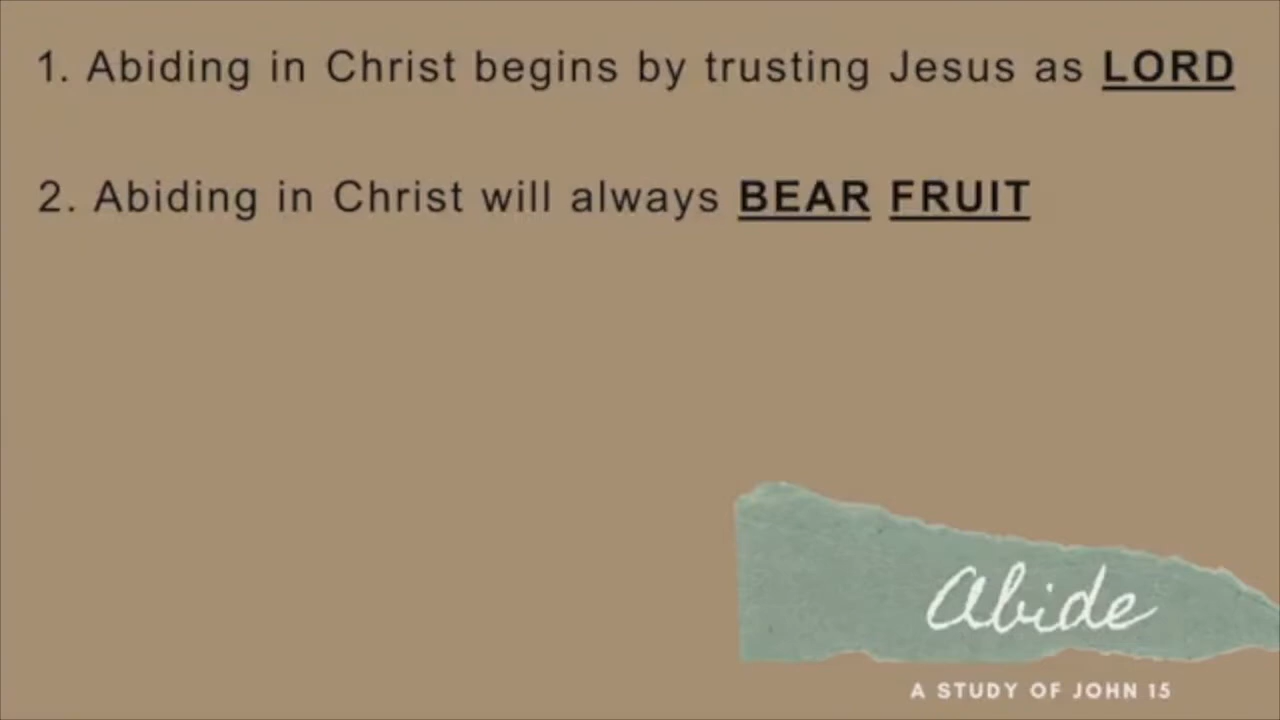 1. Abiding in Christ begins by trusting Jesus as LORD
2. Abiding in Christ will always BEAR FRUIT
Abide
A STUDY OF JOHN 15